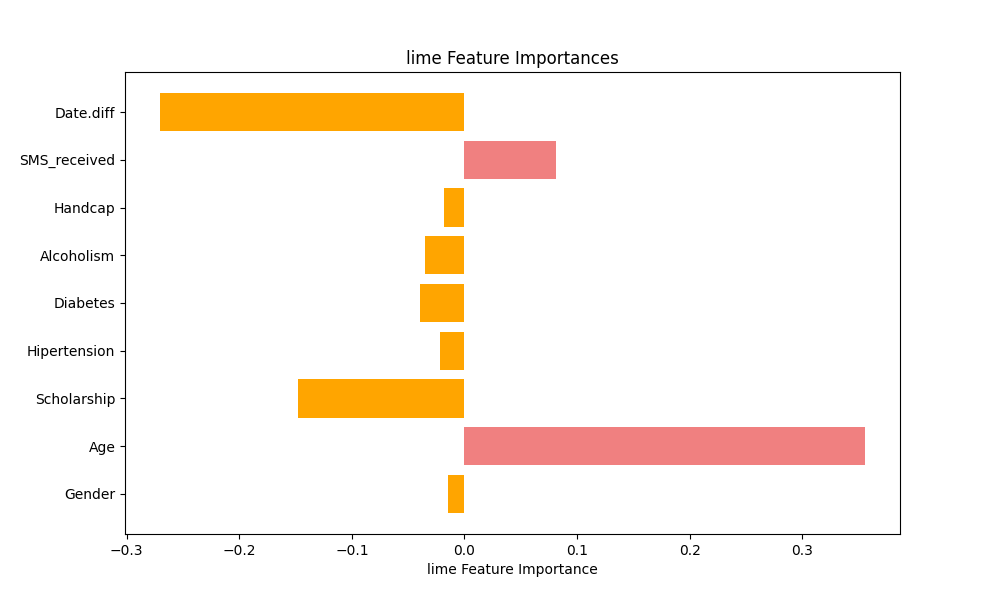 lime Feature Importances
Date.diff
SMS_received
Handcap
Alcoholism
Diabetes
Hipertension
Scholarship
Age
Gender
−0.3 −0.2 −0.1 0.0 0.1 0.2 0.3
lime Feature Importance